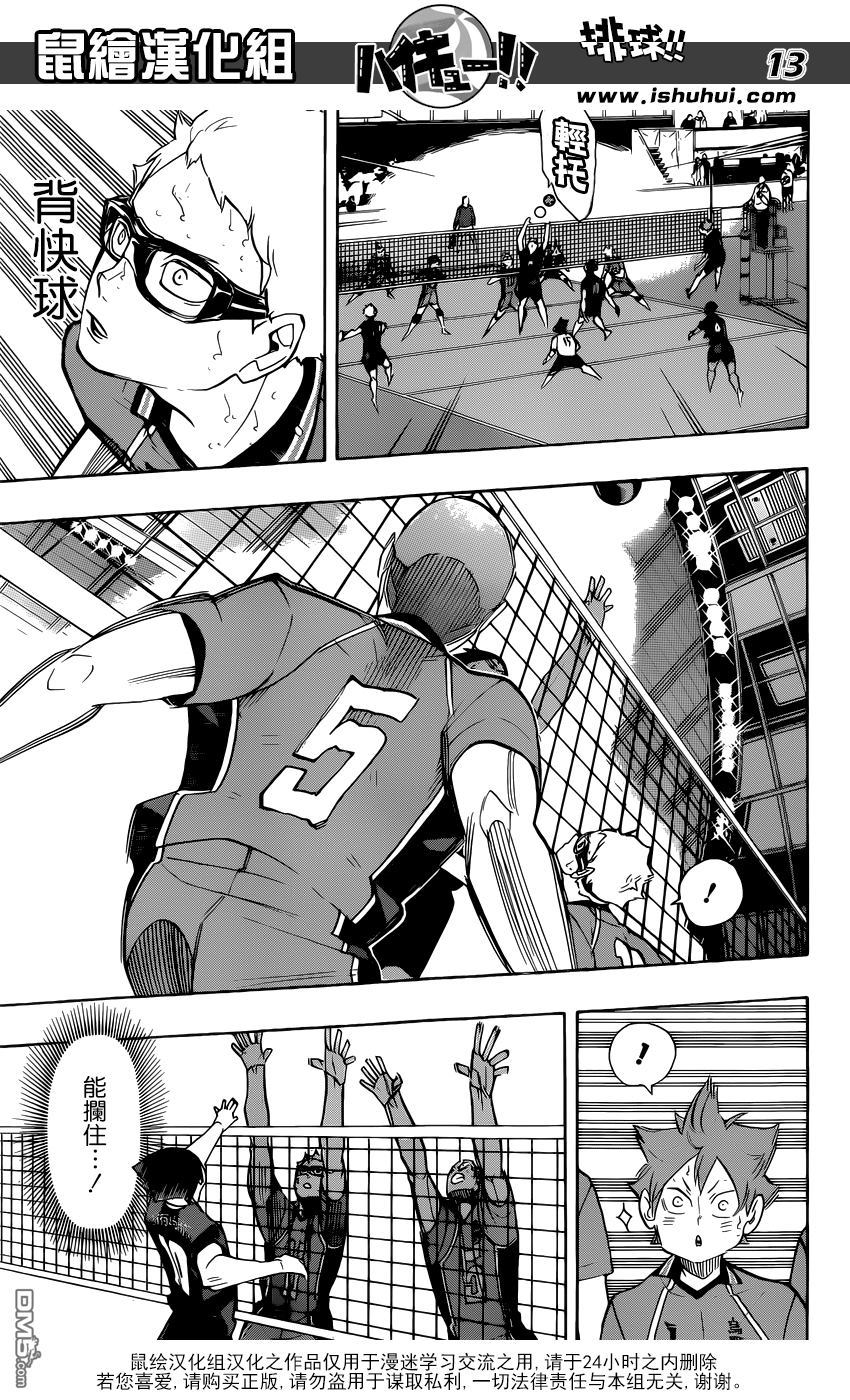 鼠繪漢化組
ハイキュー!!
排球!!
13
www.ishuhui.com
輕托
背快球
5
!
!
能攔住…!
DM5
.com
鼠绘汉化组汉化之作品仅用于漫迷学习交流之用, 请于24小时之内删除
若您喜爱, 请购买正版, 请勿盗用于谋取私利, 一切法律责任与本组无关, 谢谢。